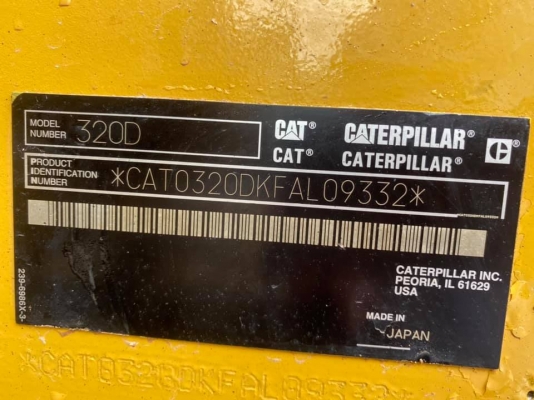 MODEL NUMBER 320D
CAT® CATERPILLAR®
CAT® CATERPILLAR®
PRODUCT IDENTIFICATION NUMBER *CAT0320DKFAL09332*
CATERPILLAR INC.
PEORIA, IL 61629
USA
MADE IN
JAPAN
239-6986X-3
*CAT0320DKFAL09332*